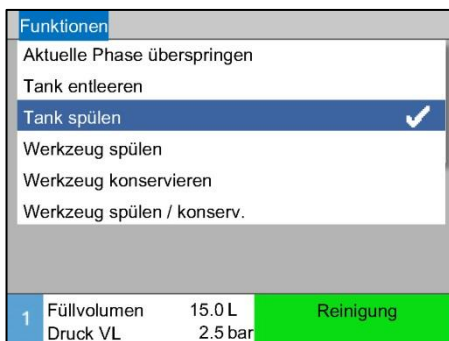 Funktionen
Aktuelle Phase überspringen
Tank entleeren
Tank spülen
Werkzeug spülen
Werkzeug konservieren
Werkzeug spülen / konserv.
1 Füllvolumen 15.0 L Reinigung
Druck VL 2.5 bar